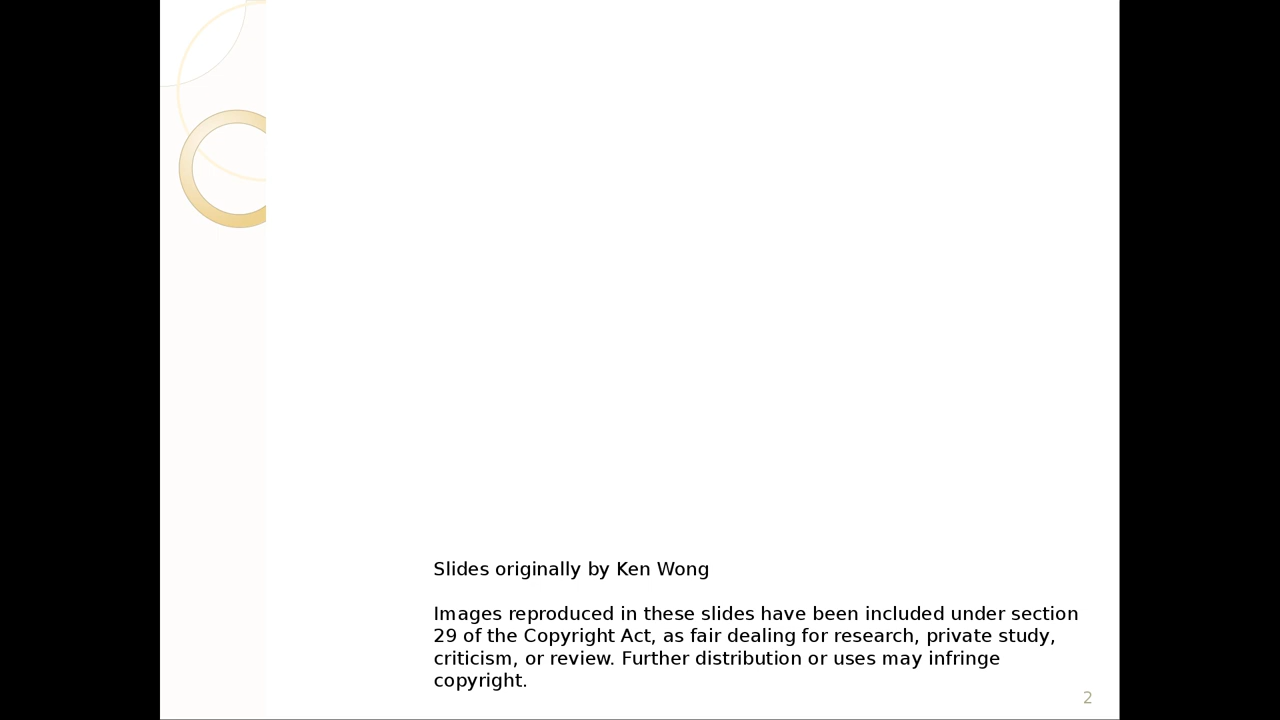 Slides originally by Ken Wong
Images reproduced in these slides have been included under section
29 of the Copyright Act, as fair dealing for research, private study,
criticism, or review. Further distribution or uses may infringe
copyright.
2